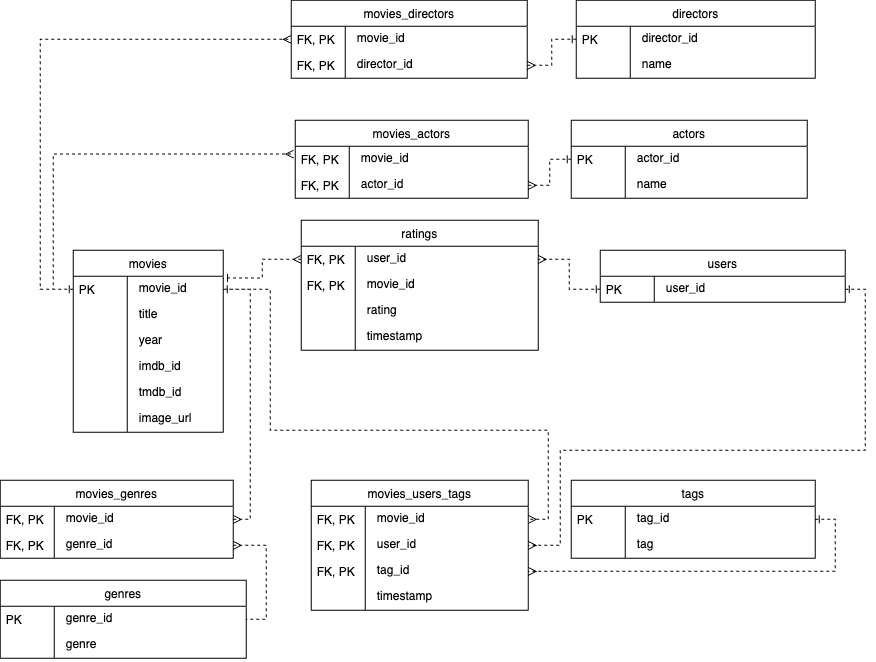 movies_directors
FK, PK movie_id
FK, PK director_id
directors
PK director_id
name
movies_actors
FK, PK movie_id
FK, PK actor_id
actors
PK actor_id
name
ratings
FK, PK user_id
FK, PK movie_id
rating
timestamp
movies
PK movie_id
title
year
imdb_id
tmdb_id
image_url
users
PK user_id
movies_genres
FK, PK movie_id
FK, PK genre_id
movies_users_tags
FK, PK movie_id
FK, PK user_id
FK, PK tag_id
timestamp
tags
PK tag_id
tag
genres
PK genre_id
genre